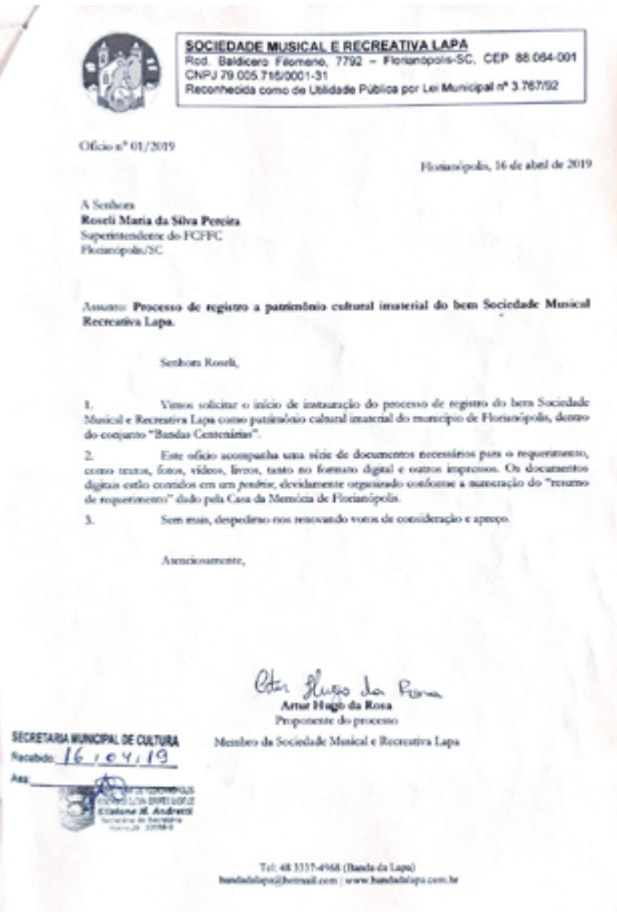 SOCIEDADE MUSICAL E RECREATIVA LAPA
Rod. Baldicero Filomeno, 7792 – Florianópolis-SC, CEP 88.064-001
CNPJ 79.005.716/0001-31
Reconhecida como de Utilidade Pública por Lei Municipal nº 3.767/92
Ofício nº 01/2019
Florianópolis, 16 de abril de 2019
A Senhora
Roseli Maria da Silva Pereira
Superintendente do FCFFC
Florianópolis/SC
Assunto: Processo de registro a patrimônio cultural imaterial do bem Sociedade Musical
Recreativa Lapa.
Senhora Roseli,
1. Vimos solicitar o início de instauração do processo de registro do bem Sociedade
Musical e Recreativa Lapa como patrimônio cultural imaterial do município de Florianópolis, dentro
do conjunto "Bandas Centenárias".
2. Este ofício acompanha uma série de documentos necessários para o requerimento,
como textos, fotos, vídeos, livros, tanto no formato digital e outros impressos. Os documentos
digitais estão contidos em um pendrive, devidamente organizado conforme a numeração do "resumo
de requerimento" dado pela Casa da Memória de Florianópolis.
3. Sem mais, despedimo-nos renovando votos de consideração e apreço.
Atenciosamente,
Artur Hugo da Rosa
Artur Hugo da Rosa
Proponente do processo
Membro da Sociedade Musical e Recreativa Lapa
SECRETARIA MUNICIPAL DE CULTURA
Recebido: 16/04/19
Ass:
Elistane M. Andretti
Tel: 48 3337-4968 (Banda da Lapa)
bandadalapa@hotmail.com | www.bandadalapa.com.br